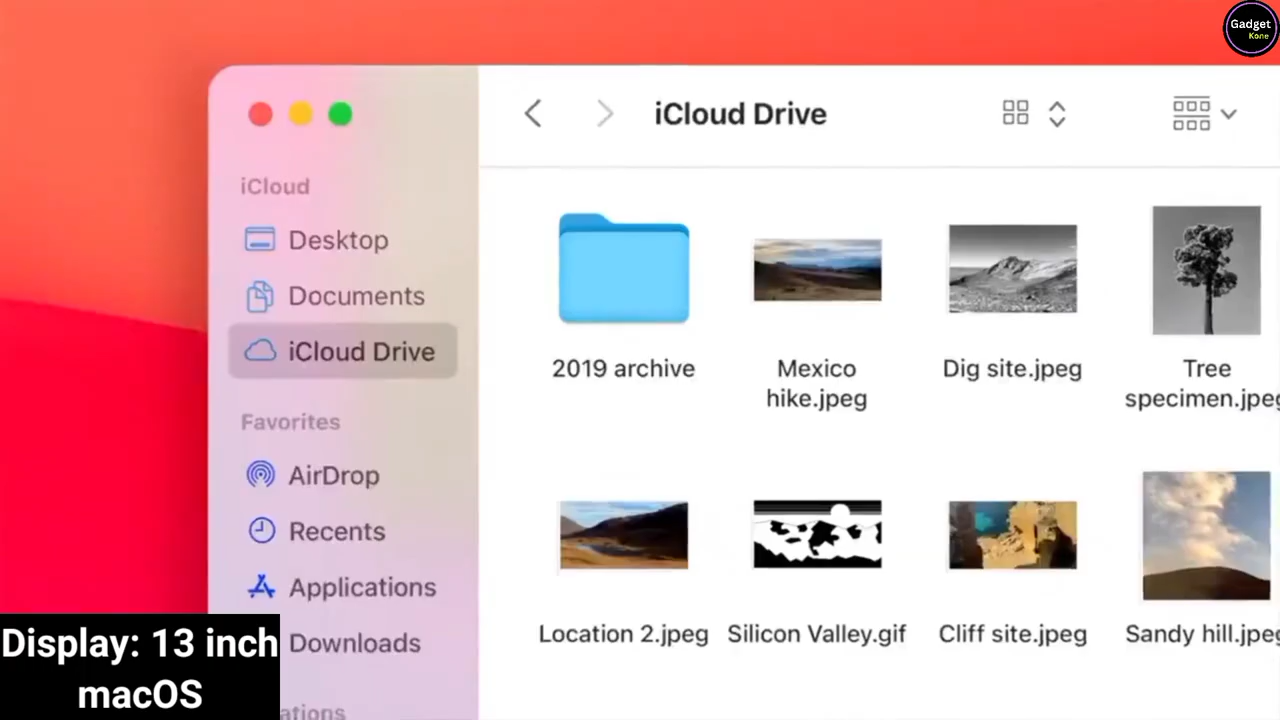 Gadget
Kone
iCloud Drive
iCloud
Desktop
Documents
iCloud Drive
Favorites
AirDrop
Recents
Applications
Downloads
ations
2019 archive
Mexico
hike.jpeg
Dig site.jpeg
Tree
specimen.jpeg
Location 2.jpeg
Silicon Valley.gif
Cliff site.jpeg
Sandy hill.jpeg
Display: 13 inch
macOS